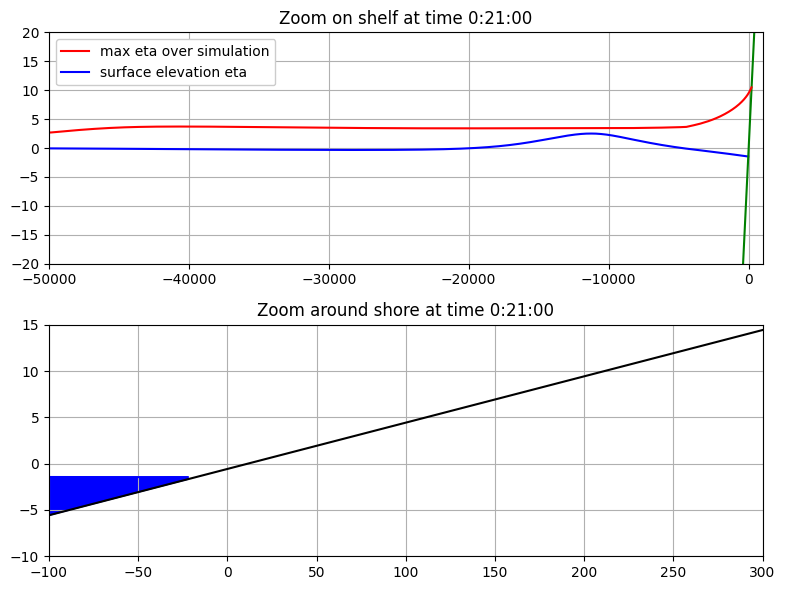 Zoom on shelf at time 0:21:00
20
15
10
5
0
−5
−10
−15
−20
max eta over simulation
surface elevation eta
−50000 −40000 −30000 −20000 −10000 0
Zoom around shore at time 0:21:00
15
10
5
0
−5
−10
−100 −50 0 50 100 150 200 250 300